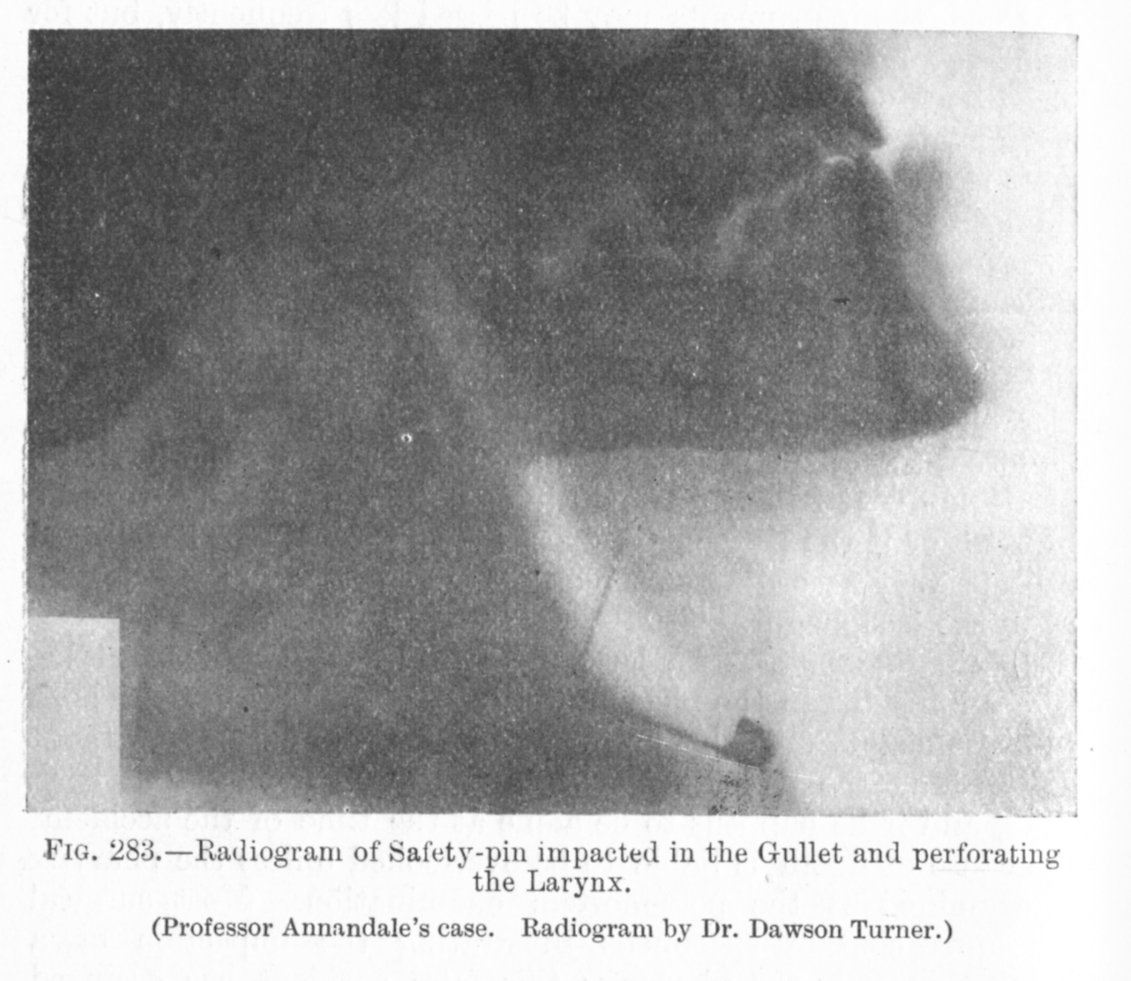 FIG. 283.—Radiogram of Safety-pin impacted in the Gullet and perforating
the Larynx.
(Professor Annandale's case. Radiogram by Dr. Dawson Turner.)